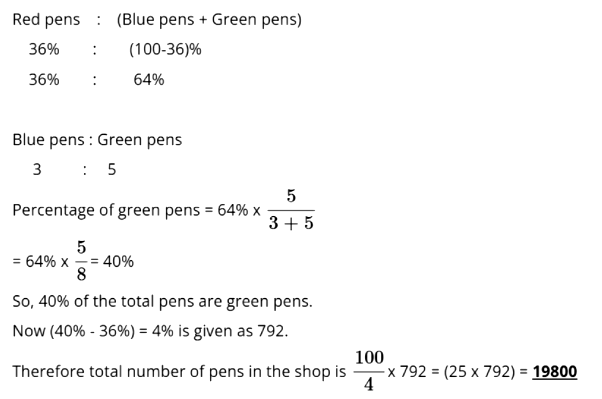 Red pens : (Blue pens + Green pens)
36% : (100-36)%
36% : 64%
Blue pens : Green pens
3 : 5
Percentage of green pens = 64% x \frac{5}{3 + 5}
= 64% x \frac{5}{8} = 40%
So, 40% of the total pens are green pens.
Now (40% - 36%) = 4% is given as 792.
Therefore total number of pens in the shop is \frac{100}{4} x 792 = (25 x 792) = 19800